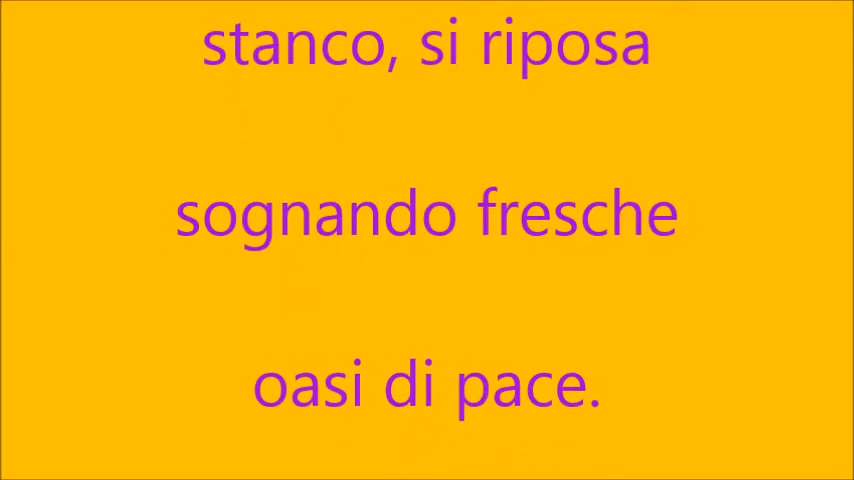 stanco, si riposa
sognando fresche
oasi di pace.